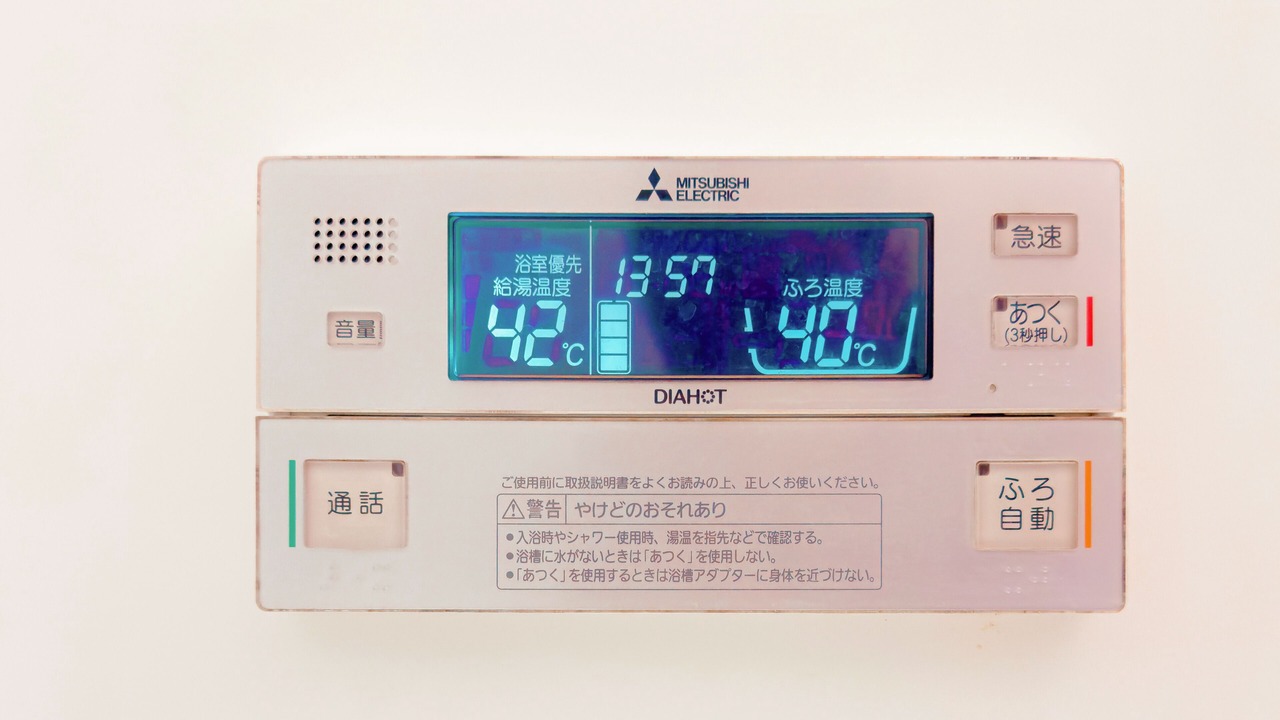 MITSUBISHI
ELECTRIC
急速
浴室優先
給湯温度
42℃
13 57
ふろ温度
40℃
音量
あつく
(3秒押し)
DIAHOT
通話
ご使用前に取扱説明書をよくお読みの上、正しくお使いください。
警告 やけどのおそれあり
●入浴時やシャワー使用時、湯温を指先などで確認する。
●浴槽に水がないときは「あつく」を使用しない。
●「あつく」を使用するときは浴槽アダプターに身体を近づけない。
ふろ
自動